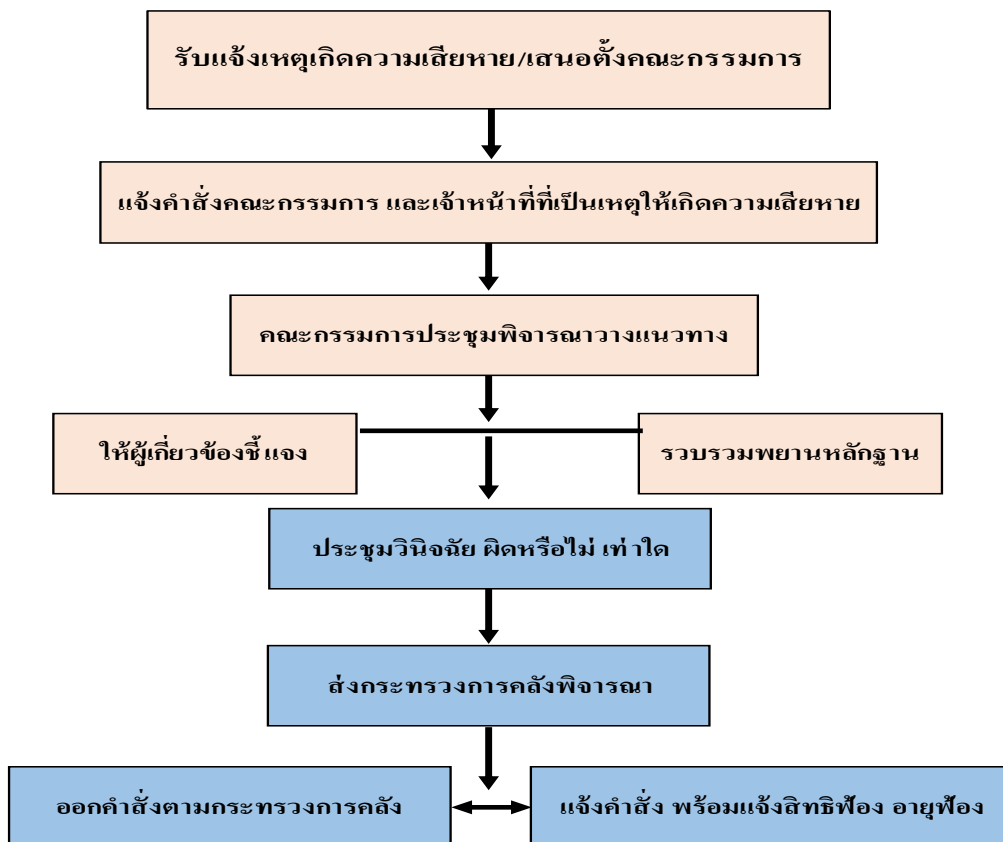 รับแจ้งเหตุเกิดความเสียหาย/เสนอตั้งคณะกรรมการ
แจ้งคำสั่งคณะกรรมการ และเจ้าหน้าที่ที่เป็นเหตุให้เกิดความเสียหาย
คณะกรรมการประชุมพิจารณาวางแนวทาง
ให้ผู้เกี่ยวข้องชี้แจง
รวบรวมพยานหลักฐาน
ประชุมวินิจฉัย ผิดหรือไม่ เท่าใด
ส่งกระทรวงการคลังพิจารณา
ออกคำสั่งตามกระทรวงการคลัง
แจ้งคำสั่ง พร้อมแจ้งสิทธิฟ้อง อายุฟ้อง